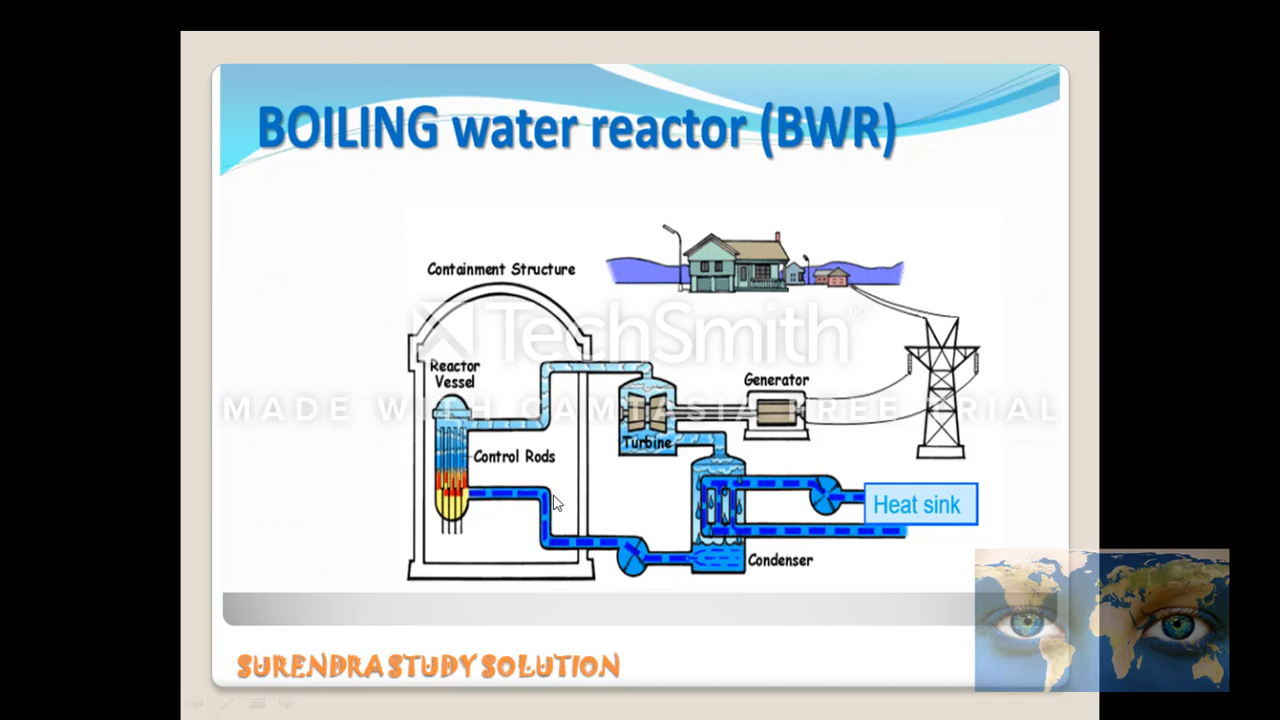 BOILING water reactor (BWR)
Containment Structure
TechSmith®
Reactor
Vessel
Generator
MADE WITH CAMTASIA FREE TRIAL
Turbine
Control Rods
Heat sink
Condenser
SURENDRA STUDY SOLUTION